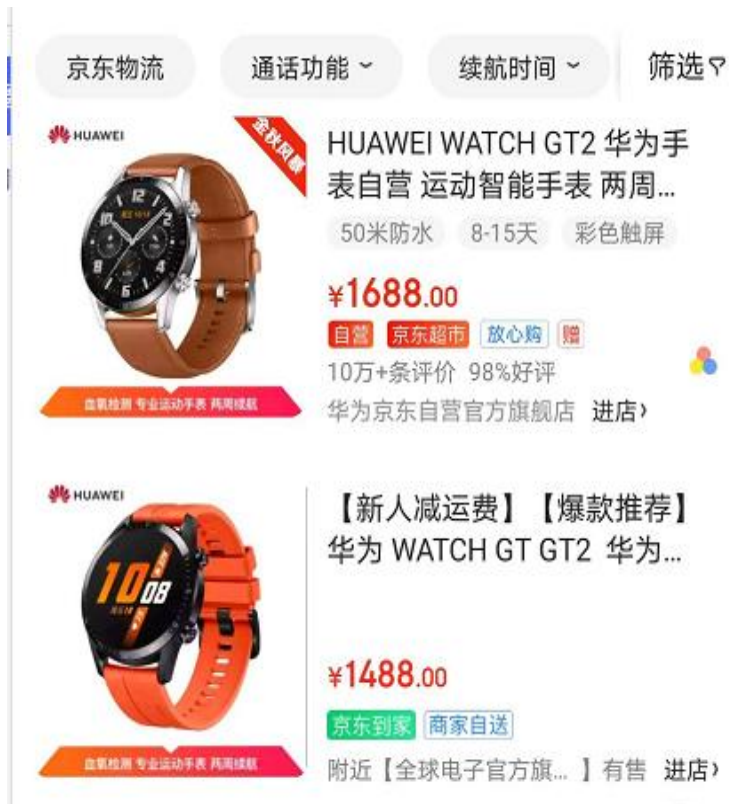 京东物流
通话功能
续航时间
筛选
HUAWEI
金秋风暴
HUAWEI WATCH GT2 华为手
表自营 运动智能手表 两周...
50米防水
8-15天
彩色触屏
¥1688.00
自营
京东超市
放心购
赠
10万+条评价 98%好评
华为京东自营官方旗舰店 进店›
血氧检测 专业运动手表 两周续航
HUAWEI
【新人减运费】【爆款推荐】
华为 WATCH GT GT2 华为...
10
08
¥1488.00
京东到家
商家自送
附近【全球电子官方旗... 】有售 进店›
血氧检测 专业运动手表 两周续航